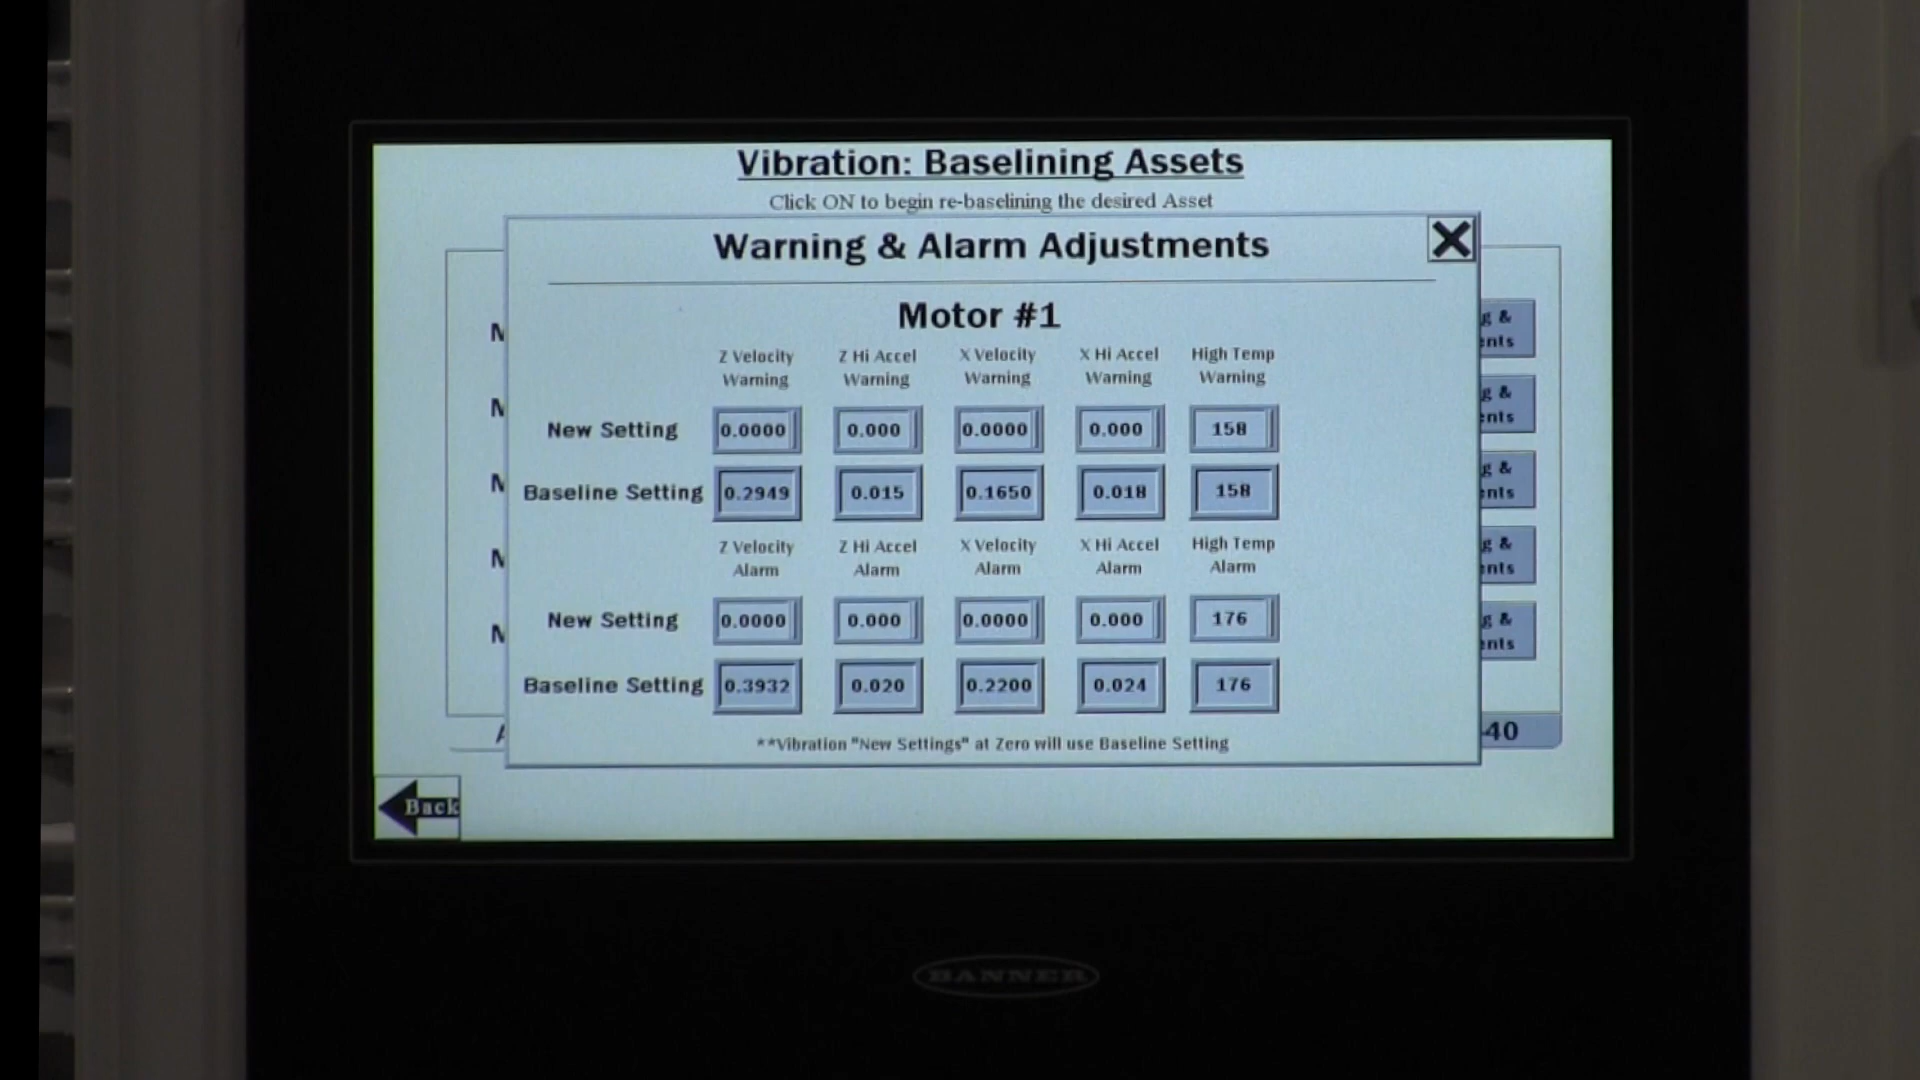 Vibration: Baselining Assets
Click ON to begin re-baselining the desired Asset
Warning & Alarm Adjustments
Motor #1
Z Velocity Warning Z Hi Accel Warning X Velocity Warning X Hi Accel Warning High Temp Warning
New Setting 0.0000 0.000 0.0000 0.000 158
Baseline Setting 0.2949 0.015 0.1650 0.018 158
Z Velocity Alarm Z Hi Accel Alarm X Velocity Alarm X Hi Accel Alarm High Temp Alarm
New Setting 0.0000 0.000 0.0000 0.000 176
Baseline Setting 0.3932 0.020 0.2200 0.024 176
**Vibration "New Settings" at Zero will use Baseline Setting
40
Back
BANNER